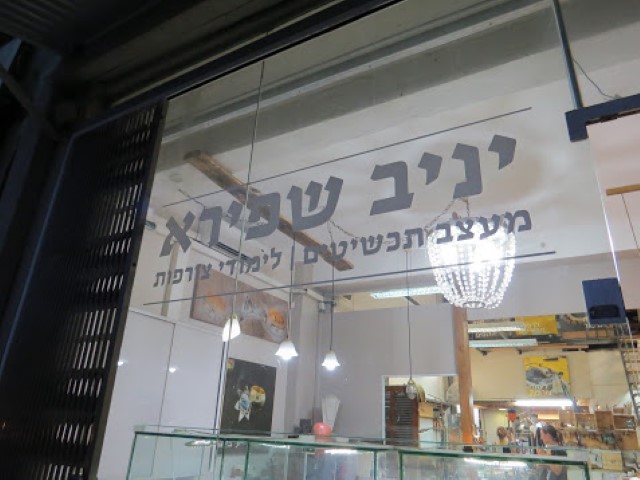 יניב שפירא
מעצב תכשיטים | לימודי צורפות